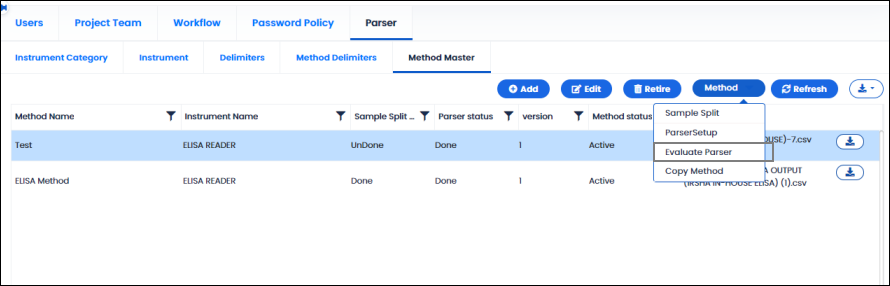 Users Project Team Workflow Password Policy Parser
Instrument Category Instrument Delimiters Method Delimiters Method Master
Add Edit Retire Method Refresh
Method Name Instrument Name Sample Split ... Parser status version Method status
Sample Split
ParserSetup
Evaluate Parser
Copy Method
Test ELISA READER UnDone Done 1 Active OUSE)-7.csv
ELISA Method ELISA READER Done Done 1 Active A OUTPUT
(IRSHA IN-HOUSE ELISA) (1).csv